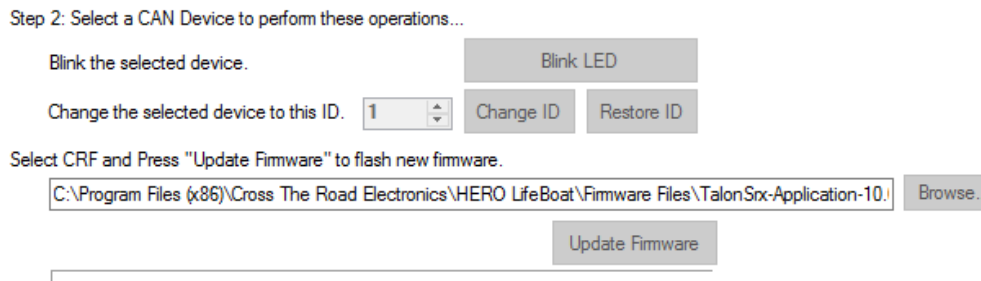 Step 2: Select a CAN Device to pefom these operations...
Blink the selected device. Blink LED
Change the selected device to this ID. 1 Change ID Restore ID
Select CRF and Press "Update Firmware" to flash new firmware.
C:\Program Files (x86)\Cross The Road Electronics\HERO LifeBoat\Firmware Files\TalonSrx-Application-10.
Browse.
Update Firmware